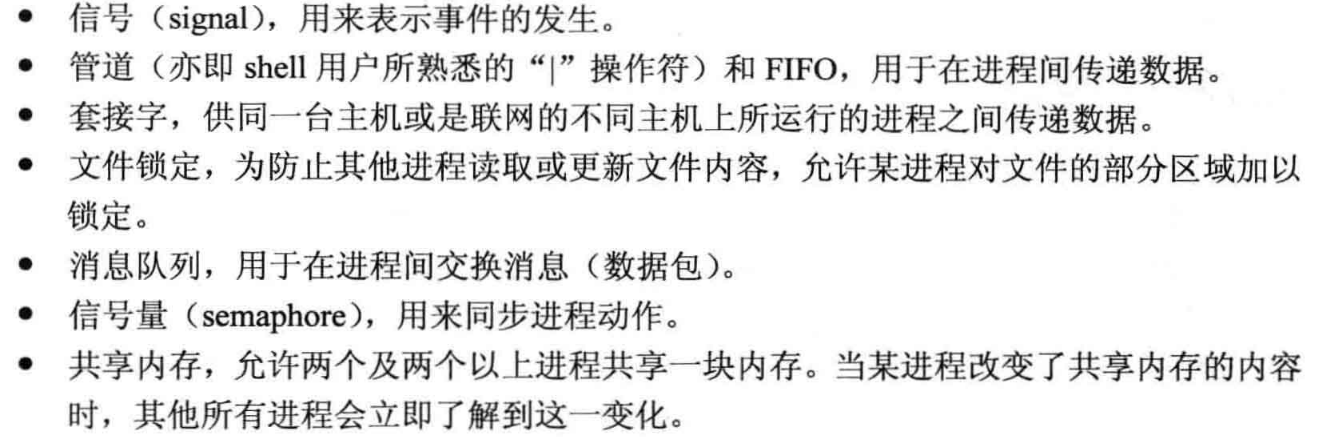 • 信号（signal），用来表示事件的发生。
• 管道（亦即 shell 用户所熟悉的“|”操作符）和 FIFO，用于在进程间传递数据。
• 套接字，供同一台主机或是联网的不同主机上所运行的进程之间传递数据。
• 文件锁定，为防止其他进程读取或更新文件内容，允许某进程对文件的部分区域加以
锁定。
• 消息队列，用于在进程间交换消息（数据包）。
• 信号量（semaphore），用来同步进程动作。
• 共享内存，允许两个及两个以上进程共享一块内存。当某进程改变了共享内存的内容
时，其他所有进程会立即了解到这一变化。